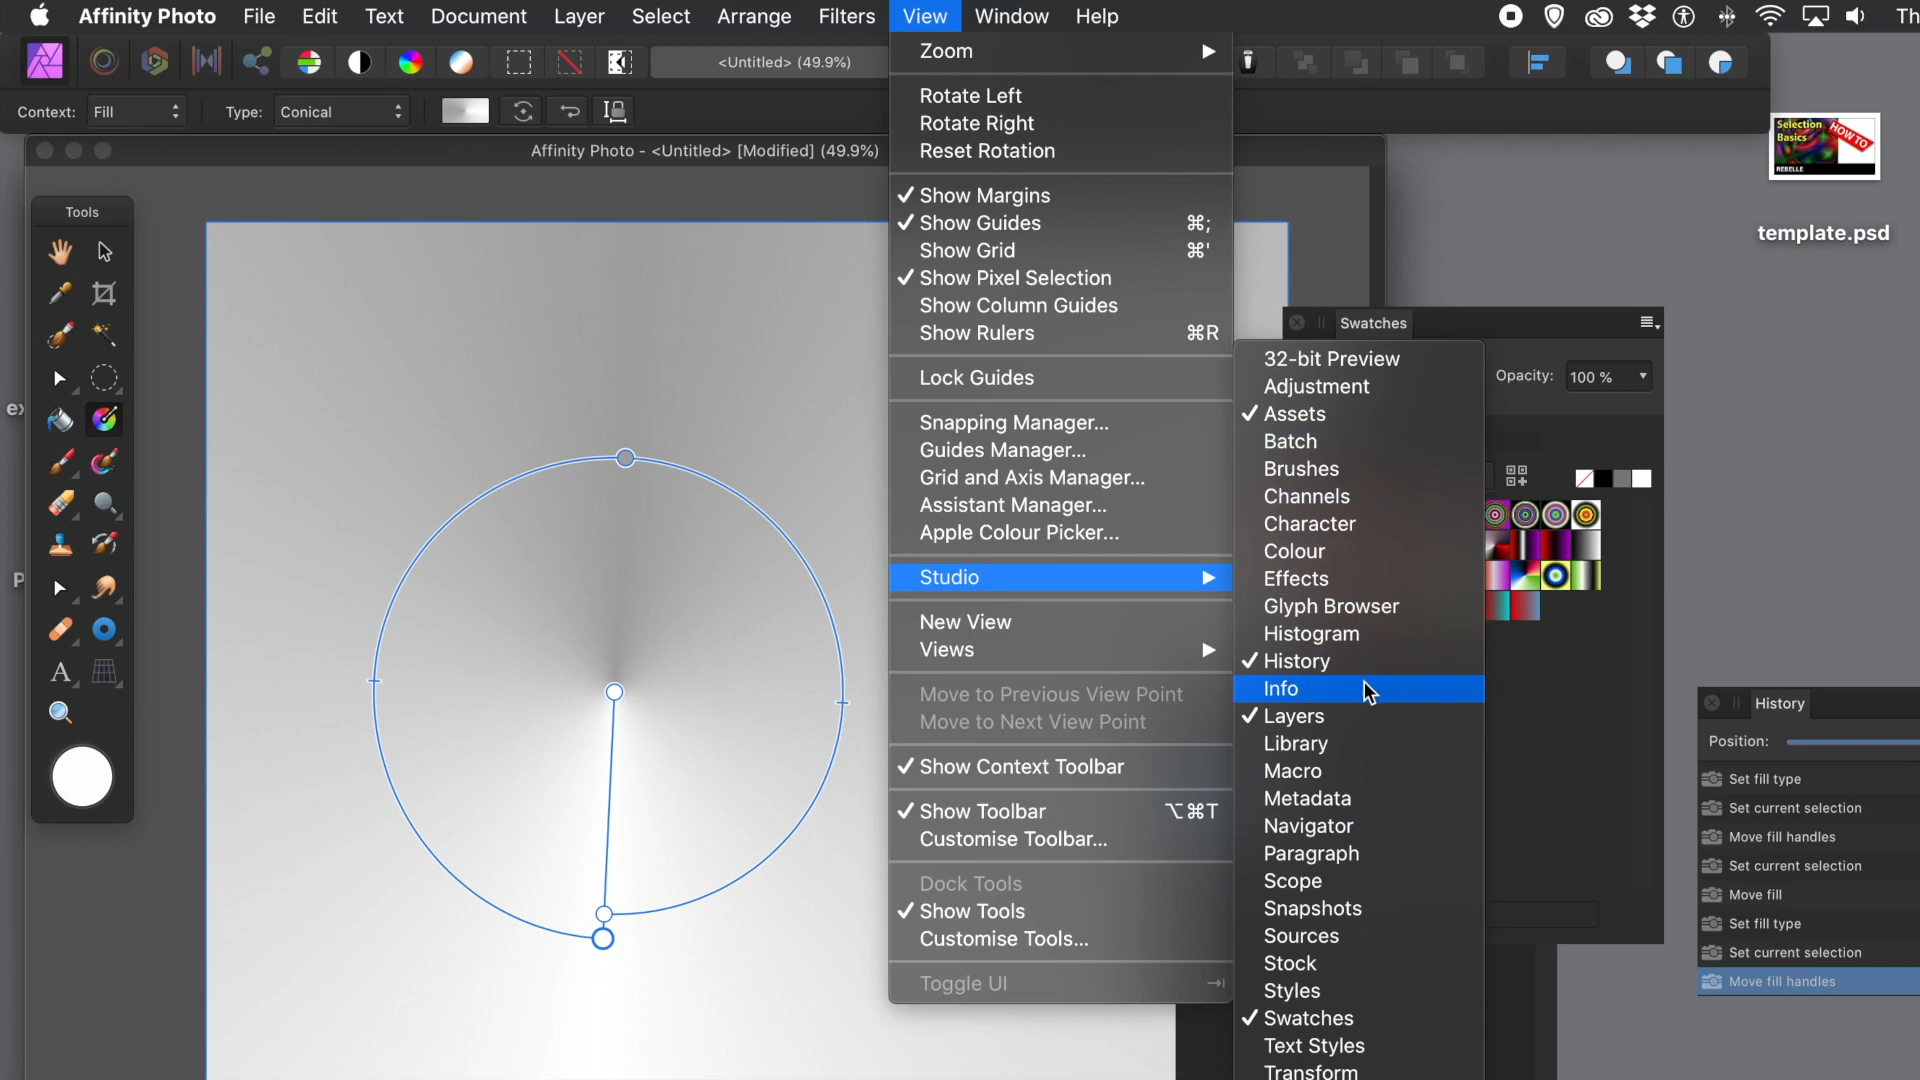 Affinity Photo File Edit Text Document Layer Select Arrange Filters View Window Help Th
<Untitled> (49.9%)
Context: Fill Type: Conical
Affinity Photo - <Untitled> [Modified] (49.9%)
Tools
Zoom
Rotate Left
Rotate Right
Reset Rotation
Show Margins
Show Guides ⌘;
Show Grid ⌘'
Show Pixel Selection
Show Column Guides
Show Rulers ⌘R
Lock Guides
Snapping Manager...
Guides Manager...
Grid and Axis Manager...
Assistant Manager...
Apple Colour Picker...
Studio
New View
Views
Move to Previous View Point
Move to Next View Point
Show Context Toolbar
Show Toolbar ⌥⌘T
Customise Toolbar...
Dock Tools
Show Tools
Customise Tools...
Toggle UI
32-bit Preview
Adjustment
Assets
Batch
Brushes
Channels
Character
Colour
Effects
Glyph Browser
Histogram
History
Info
Layers
Library
Macro
Metadata
Navigator
Paragraph
Scope
Snapshots
Sources
Stock
Styles
Swatches
Text Styles
Transform
Swatches
Opacity: 100 %
Selection
Basics
HOW TO
REBELLE
template.psd
History
Position:
Set fill type
Set current selection
Move fill handles
Set current selection
Move fill
Set fill type
Set current selection
Move fill handles